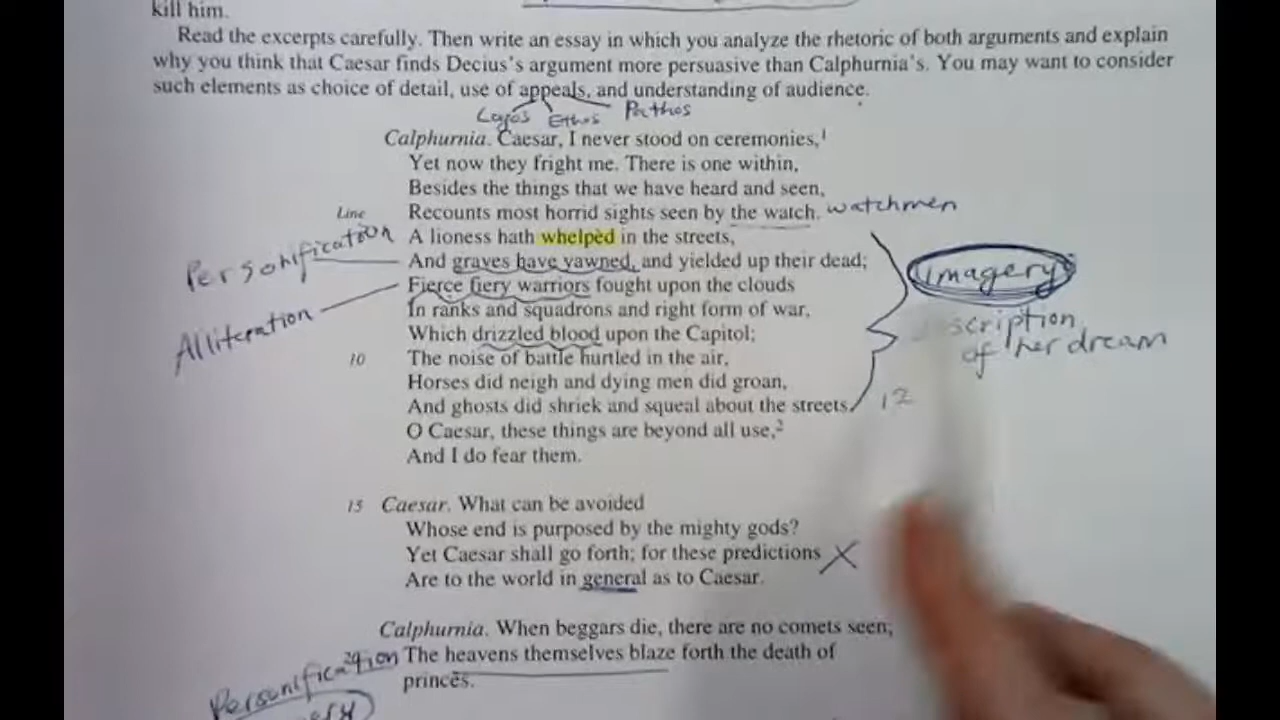 kill him.
Read the excerpts carefully. Then write an essay in which you analyze the rhetoric of both arguments and explain
why you think that Caesar finds Decius's argument more persuasive than Calphurnia's. You may want to consider
such elements as choice of detail, use of appeals, and understanding of audience.
Logos Ethos Pathos
Calphurnia. Caesar, I never stood on ceremonies,1
Yet now they fright me. There is one within,
Besides the things that we have heard and seen,
Line Recounts most horrid sights seen by the watch. watchmen
Personification A lioness hath whelpèd in the streets,
And graves have yawned, and yielded up their dead; imagery
Alliteration Fierce fiery warriors fought upon the clouds
In ranks and squadrons and right form of war, description
Which drizzled blood upon the Capitol; of her dream
10 The noise of battle hurtled in the air,
Horses did neigh and dying men did groan,
And ghosts did shriek and squeal about the streets. 12
O Caesar, these things are beyond all use,2
And I do fear them.
15 Caesar. What can be avoided
Whose end is purposed by the mighty gods?
Yet Caesar shall go forth; for these predictions X
Are to the world in general as to Caesar.
Calphurnia. When beggars die, there are no comets seen;
Personification The heavens themselves blaze forth the death of
princes.